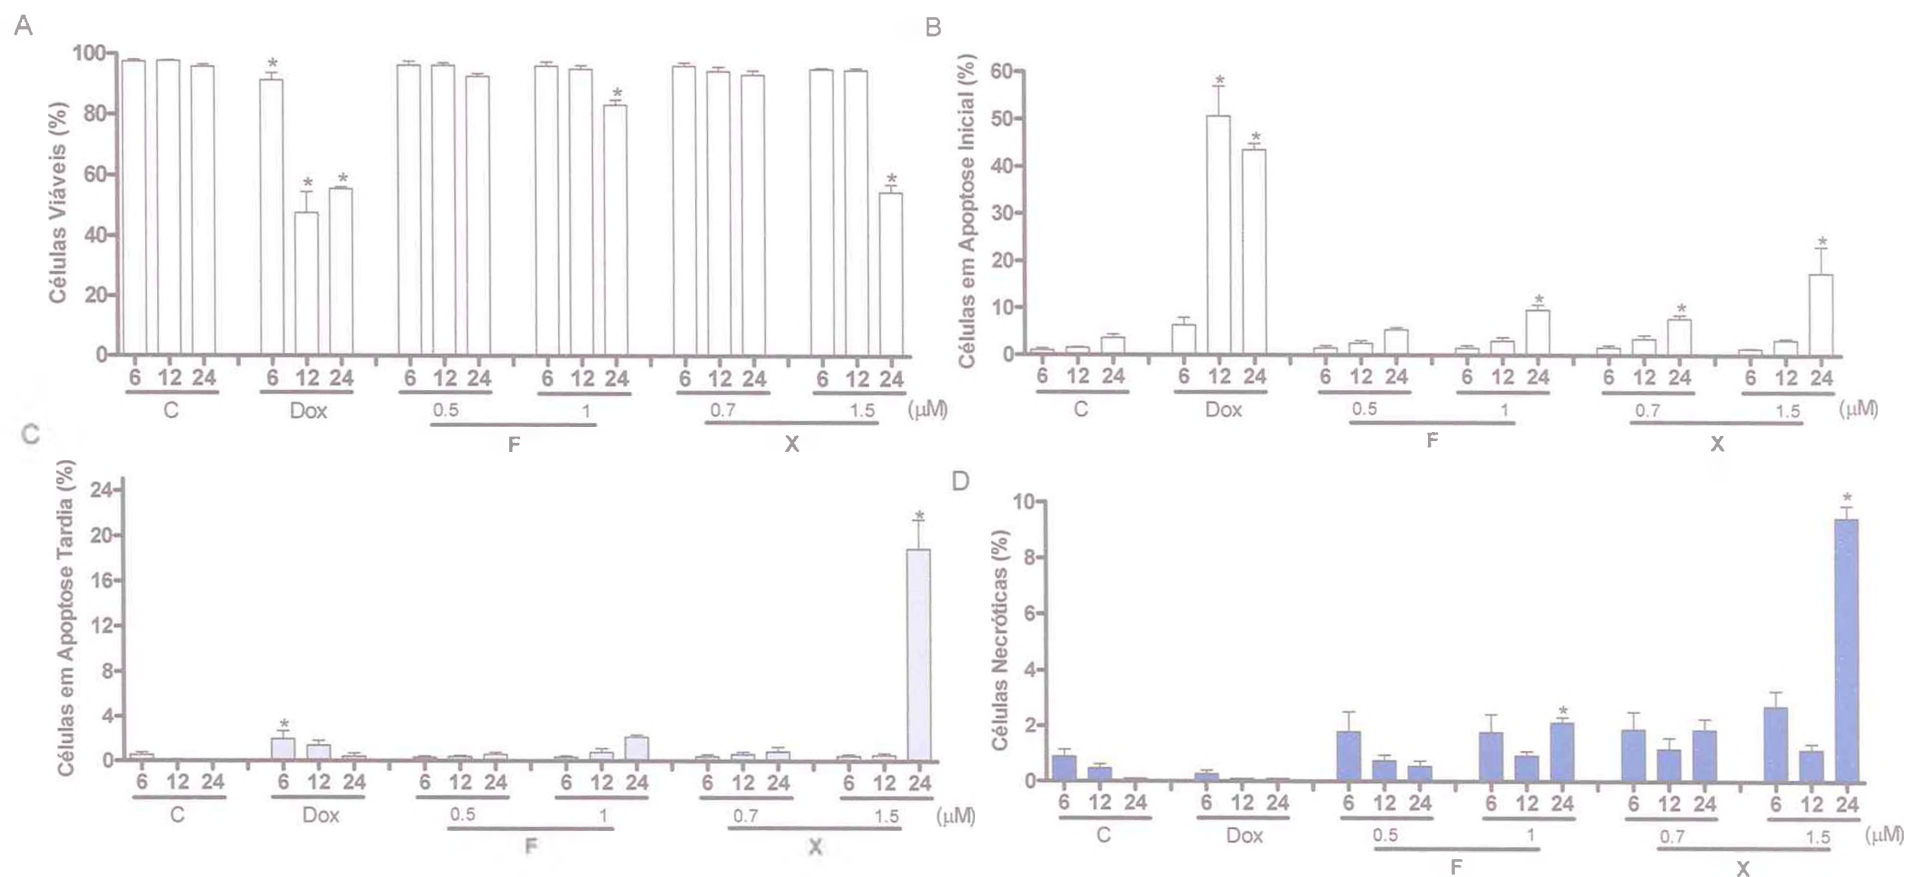 A
Células Viáveis (%)
100
80
60
40
20
0
* * * * *
6 12 24 6 12 24 6 12 24 6 12 24 6 12 24 6 12 24
C Dox 0.5 1 0.7 1.5 (µM)
F X
B
Células em Apoptose Inicial (%)
60
50
40
30
20
10
0
* * * * *
6 12 24 6 12 24 6 12 24 6 12 24 6 12 24 6 12 24
C Dox 0.5 1 0.7 1.5 (µM)
F X
C
Células em Apoptose Tardia (%)
24
20
16
12
8
4
0
* *
6 12 24 6 12 24 6 12 24 6 12 24 6 12 24 6 12 24
C Dox 0.5 1 0.7 1.5 (µM)
F X
D
Células Necróticas (%)
10
8
6
4
2
0
* *
6 12 24 6 12 24 6 12 24 6 12 24 6 12 24 6 12 24
C Dox 0.5 1 0.7 1.5 (µM)
F X